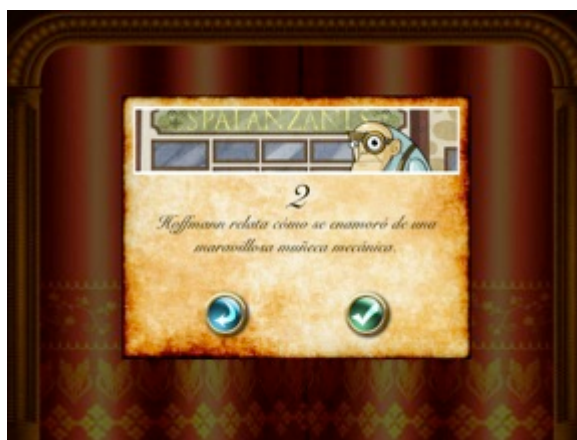 SPALANZANI'S
2
Hoffmann relata cómo se enamoró de una
maravillosa muñeca mecánica.